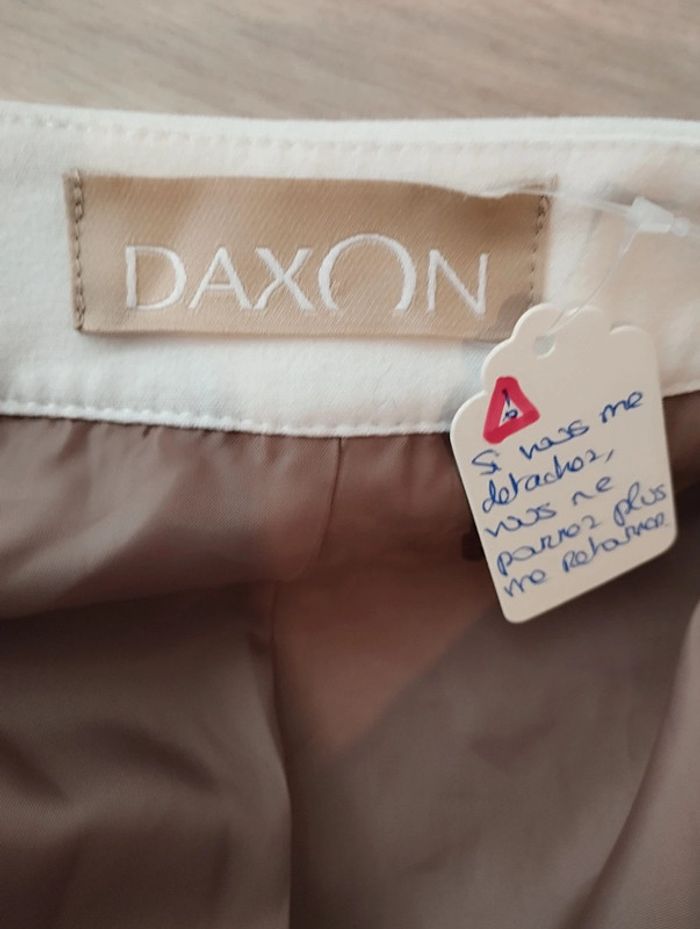 DAXON
!
Si vous me
détachez,
vous ne
pourrez plus
me Retourner.